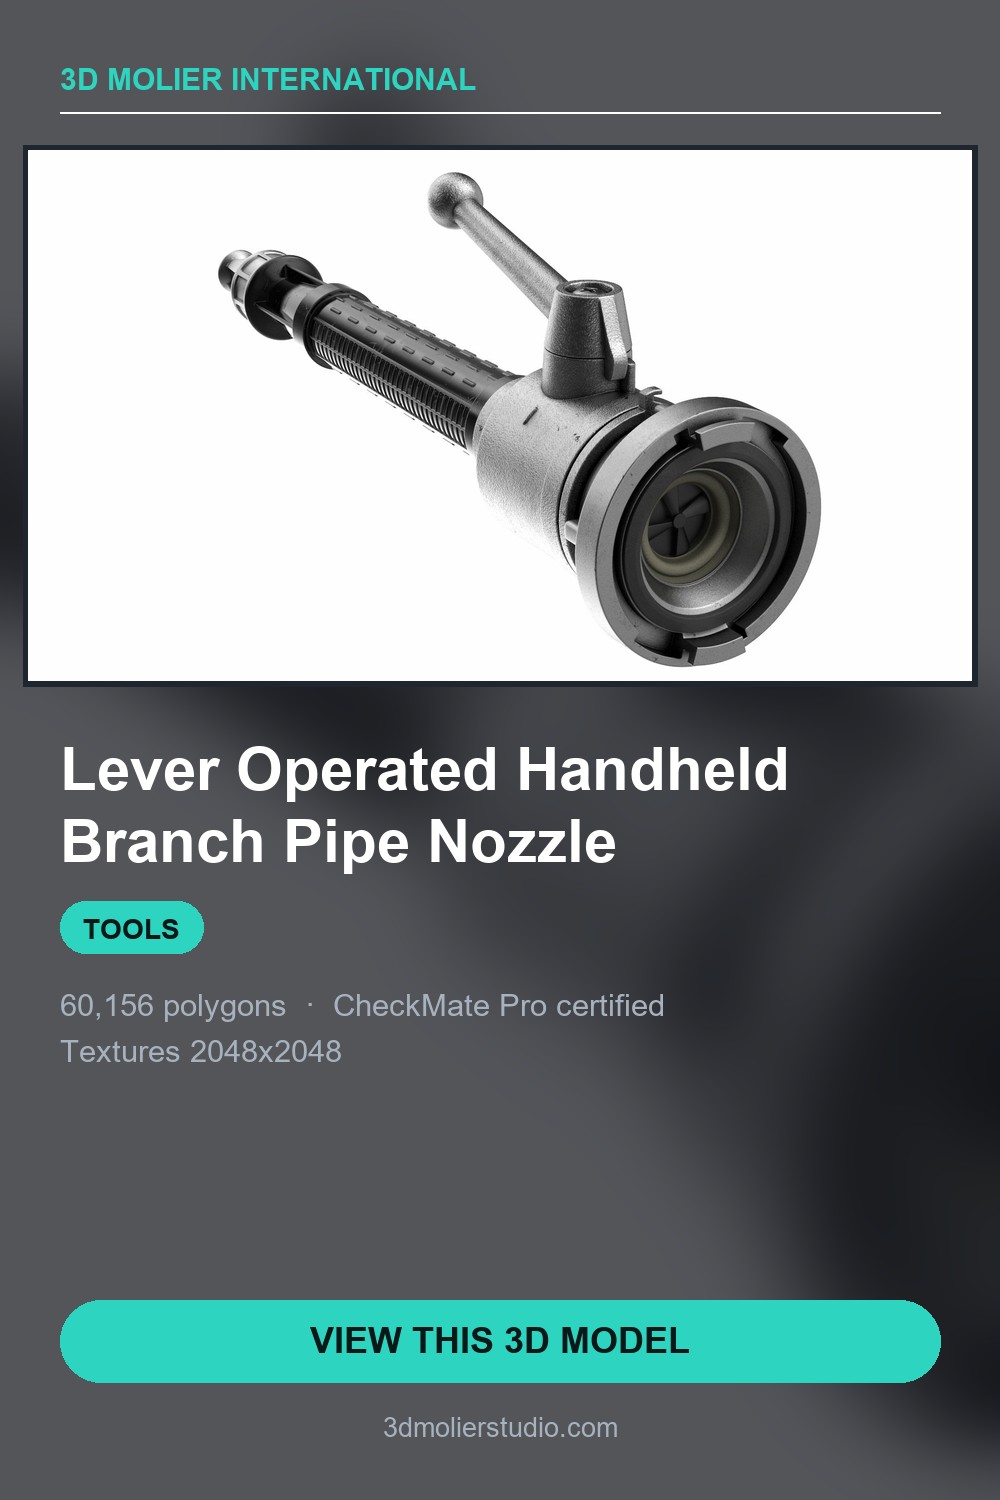 3D MOLIER INTERNATIONAL
Lever Operated Handheld
Branch Pipe Nozzle
TOOLS
60,156 polygons · CheckMate Pro certified
Textures 2048x2048
VIEW THIS 3D MODEL
3dmolierstudio.com